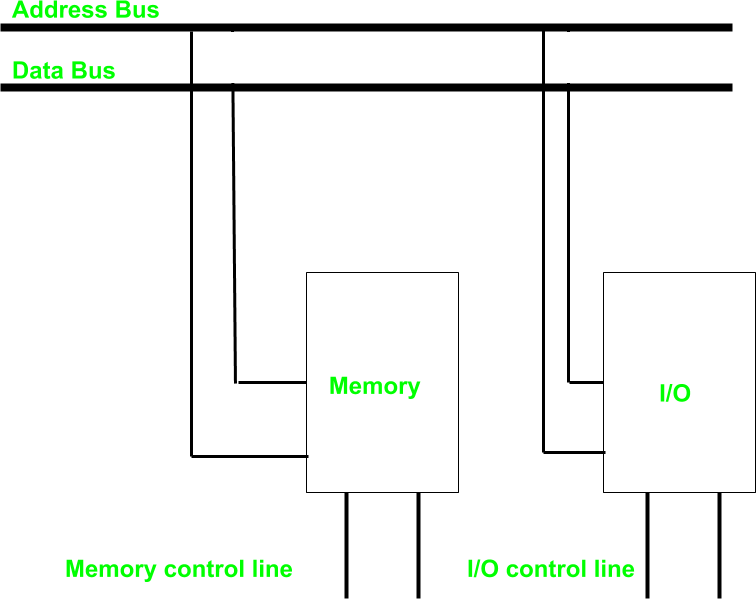 Address Bus
Data Bus
Memory
I/O
Memory control line
I/O control line